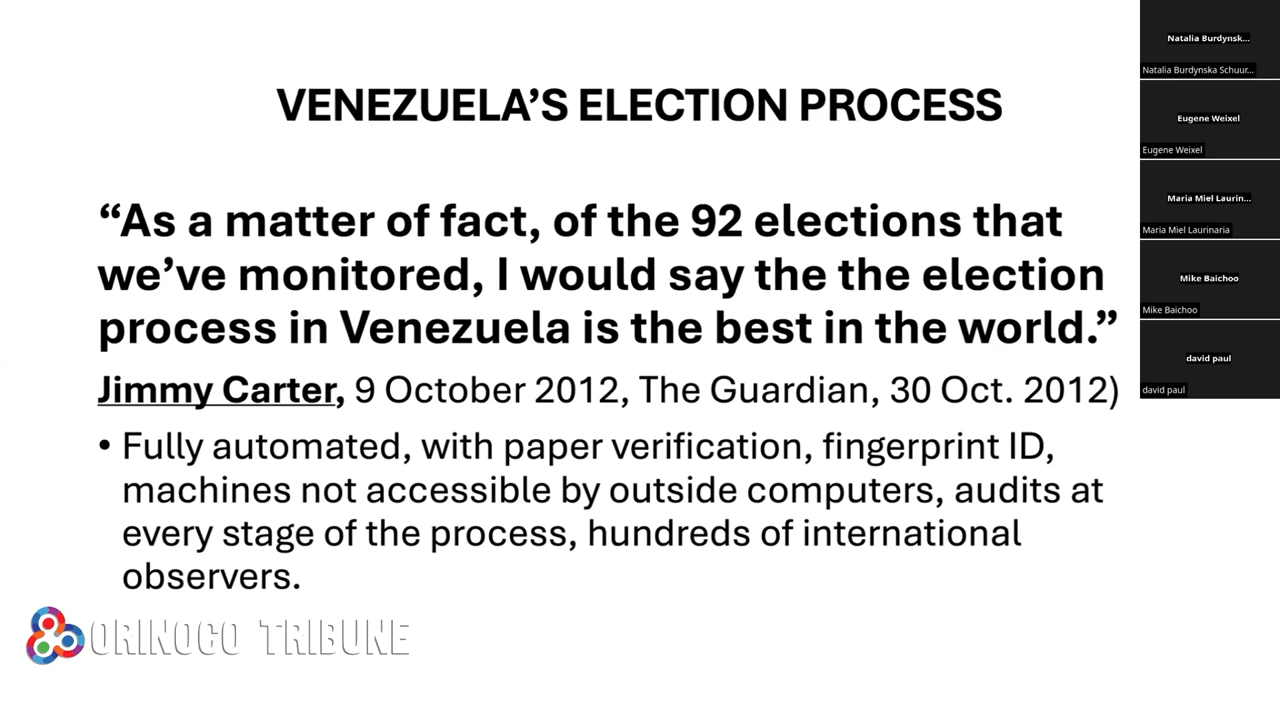 VENEZUELA’S ELECTION PROCESS
“As a matter of fact, of the 92 elections that
we’ve monitored, I would say the the election
process in Venezuela is the best in the world.”
Jimmy Carter, 9 October 2012, The Guardian, 30 Oct. 2012)
• Fully automated, with paper verification, fingerprint ID,
machines not accessible by outside computers, audits at
every stage of the process, hundreds of international
observers.
ORINOCO TRIBUNE
Natalia Burdynsk...
Natalia Burdynska Schuur...
Eugene Weixel
Eugene Weixel
Maria Miel Laurin...
Maria Miel Laurinaria
Mike Baichoo
Mike Baichoo
david paul
david paul